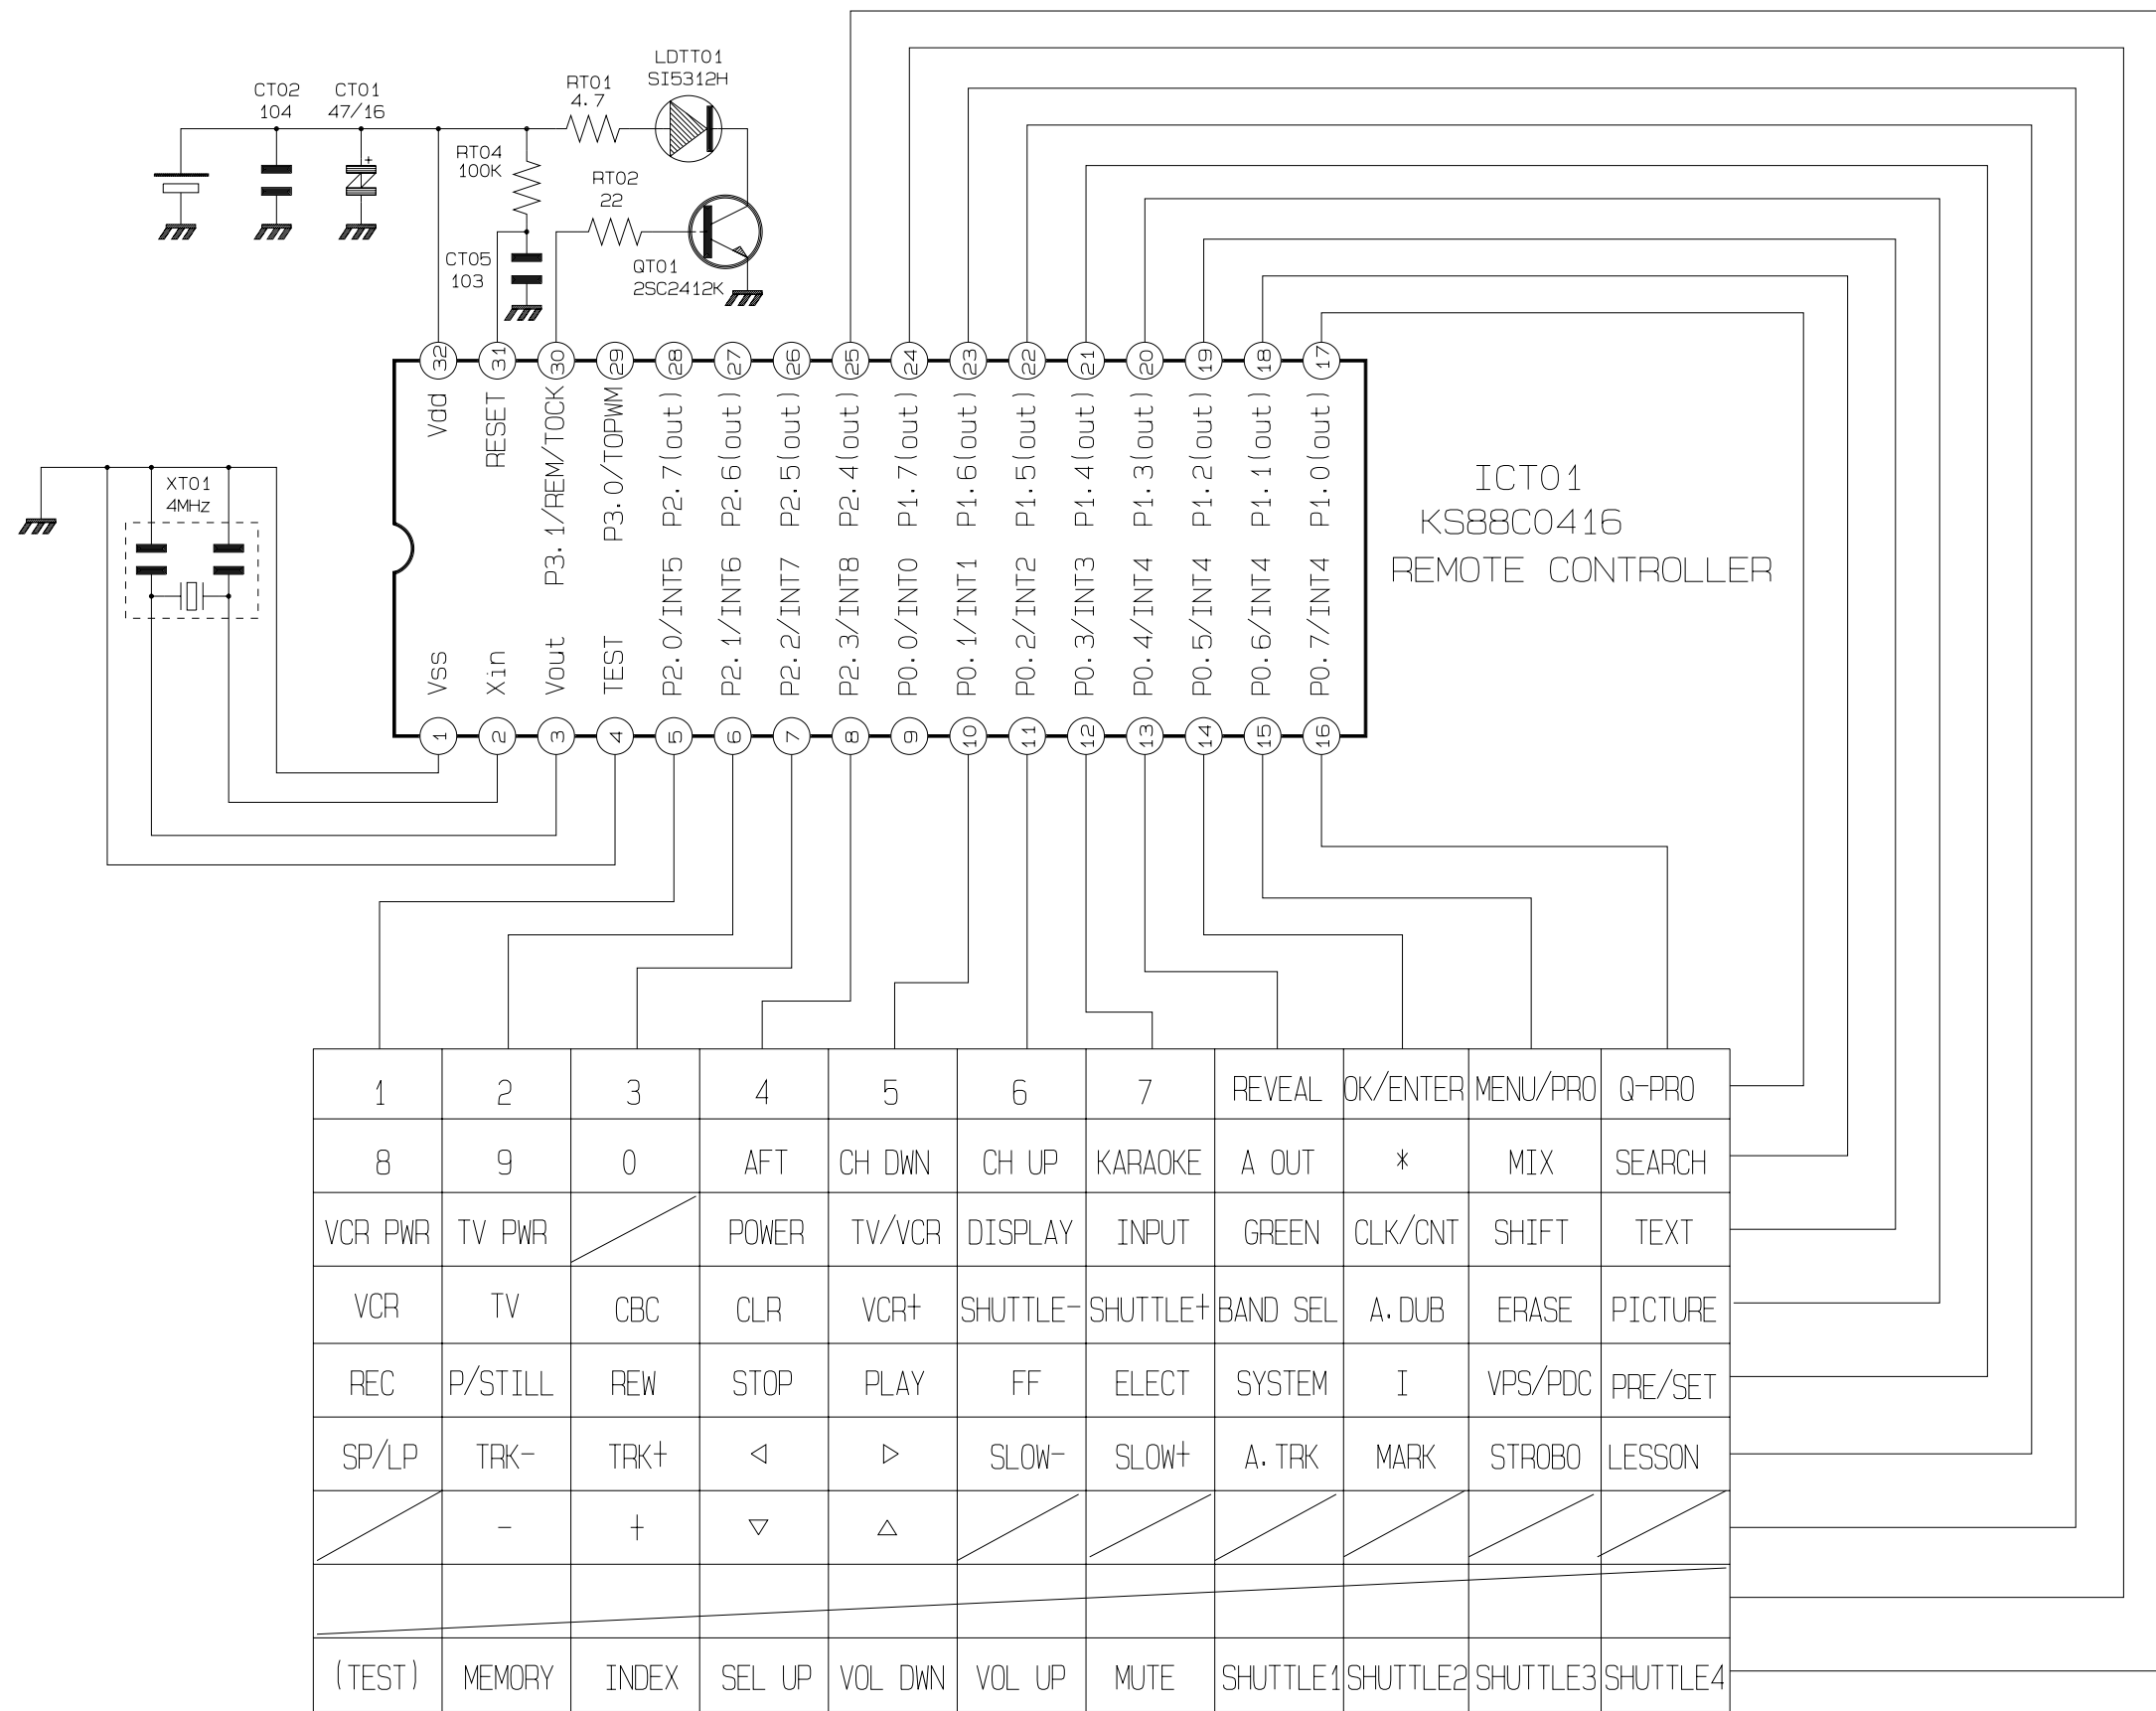 CT02
104
CT01
47/16
RT01
4.7
LDTT01
SI5312H
RT04
100K
RT02
22
CT05
103
QT01
2SC2412K
32 31 30 29 28 27 26 25 24 23 22 21 20 19 18 17
Vdd
RESET
P3.1/REM/TOCK
P3.0/TOPWM
P2.7(out)
P2.6(out)
P2.5(out)
P2.4(out)
P1.7(out)
P1.6(out)
P1.5(out)
P1.4(out)
P1.3(out)
P1.2(out)
P1.1(out)
P1.0(out)
XT01
4MHz
ICT01
KS88C0416
REMOTE CONTROLLER
Vss
Xin
Vout
TEST
P2.0/INT5
P2.1/INT6
P2.2/INT7
P2.3/INT8
P0.0/INT0
P0.1/INT1
P0.2/INT2
P0.3/INT3
P0.4/INT4
P0.5/INT4
P0.6/INT4
P0.7/INT4
1 2 3 4 5 6 7 8 9 10 11 12 13 14 15 16
1 2 3 4 5 6 7 REVEAL OK/ENTER MENU/PRO Q-PRO
8 9 0 AFT CH DWN CH UP KARAOKE A OUT * MIX SEARCH
VCR PWR TV PWR POWER TV/VCR DISPLAY INPUT GREEN CLK/CNT SHIFT TEXT
VCR TV CBC CLR VCR+ SHUTTLE- SHUTTLE+ BAND SEL A.DUB ERASE PICTURE
REC P/STILL REW STOP PLAY FF ELECT SYSTEM I VPS/PDC PRE/SET
SP/LP TRK- TRK+ ◁ ▷ SLOW- SLOW+ A.TRK MARK STROBO LESSON
- + ▽ △
(TEST) MEMORY INDEX SEL UP VOL DWN VOL UP MUTE SHUTTLE1 SHUTTLE2 SHUTTLE3 SHUTTLE4